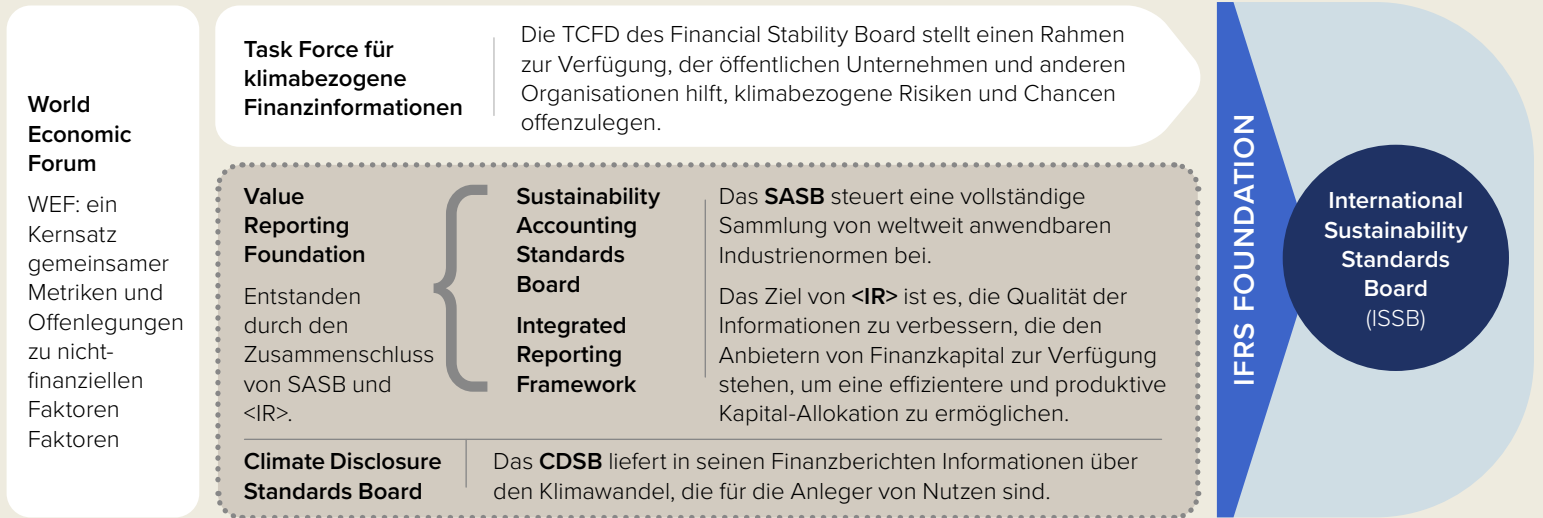 World
Economic
Forum
WEF: ein
Kernsatz
gemeinsamer
Metriken und
Offenlegungen
zu nicht-
finanziellen
Faktoren
Faktoren
Task Force für
klimabezogene
Finanzinformationen
Die TCFD des Financial Stability Board stellt einen Rahmen
zur Verfügung, der öffentlichen Unternehmen und anderen
Organisationen hilft, klimabezogene Risiken und Chancen
offenzulegen.
Value
Reporting
Foundation
Entstanden
durch den
Zusammenschluss
von SASB und
<IR>.
Sustainability
Accounting
Standards
Board
Integrated
Reporting
Framework
Das SASB steuert eine vollständige
Sammlung von weltweit anwendbaren
Industrienormen bei.
Das Ziel von <IR> ist es, die Qualität der
Informationen zu verbessern, die den
Anbietern von Finanzkapital zur Verfügung
stehen, um eine effizientere und produktive
Kapital-Allokation zu ermöglichen.
Climate Disclosure
Standards Board
Das CDSB liefert in seinen Finanzberichten Informationen über
den Klimawandel, die für die Anleger von Nutzen sind.
IFRS FOUNDATION
International
Sustainability
Standards
Board
(ISSB)